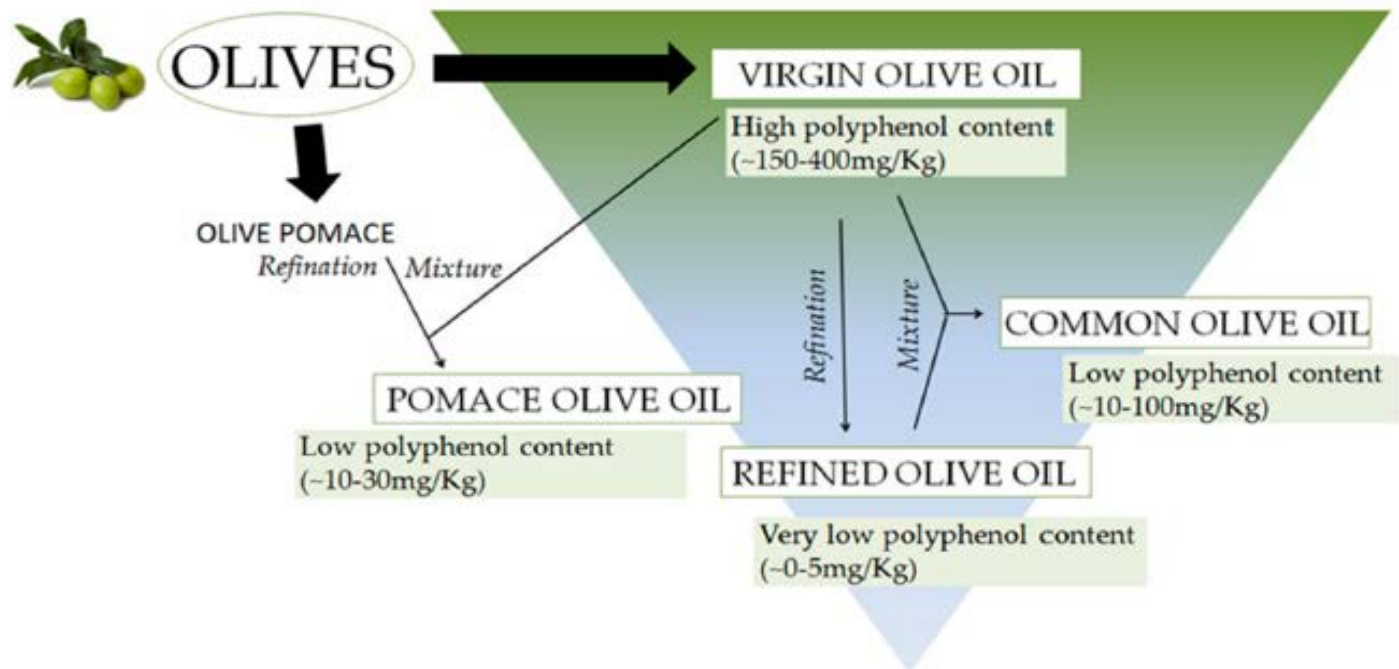 OLIVES
VIRGIN OLIVE OIL
High polyphenol content
(~150-400mg/Kg)
OLIVE POMACE
Refination
Mixture
Refination
Mixture
COMMON OLIVE OIL
Low polyphenol content
(~10-100mg/Kg)
POMACE OLIVE OIL
Low polyphenol content
(~10-30mg/Kg)
REFINED OLIVE OIL
Very low polyphenol content
(~0-5mg/Kg)